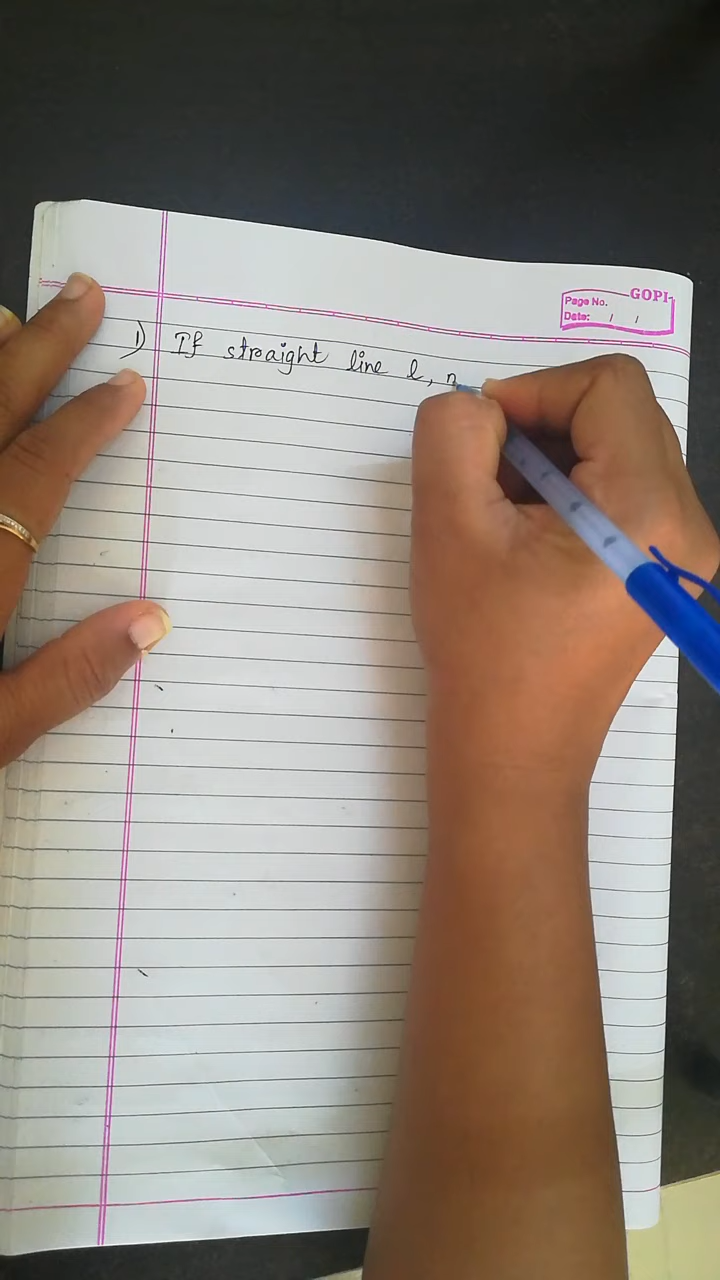 GOPI
Page No.
Date: / /
1) If straight line l,